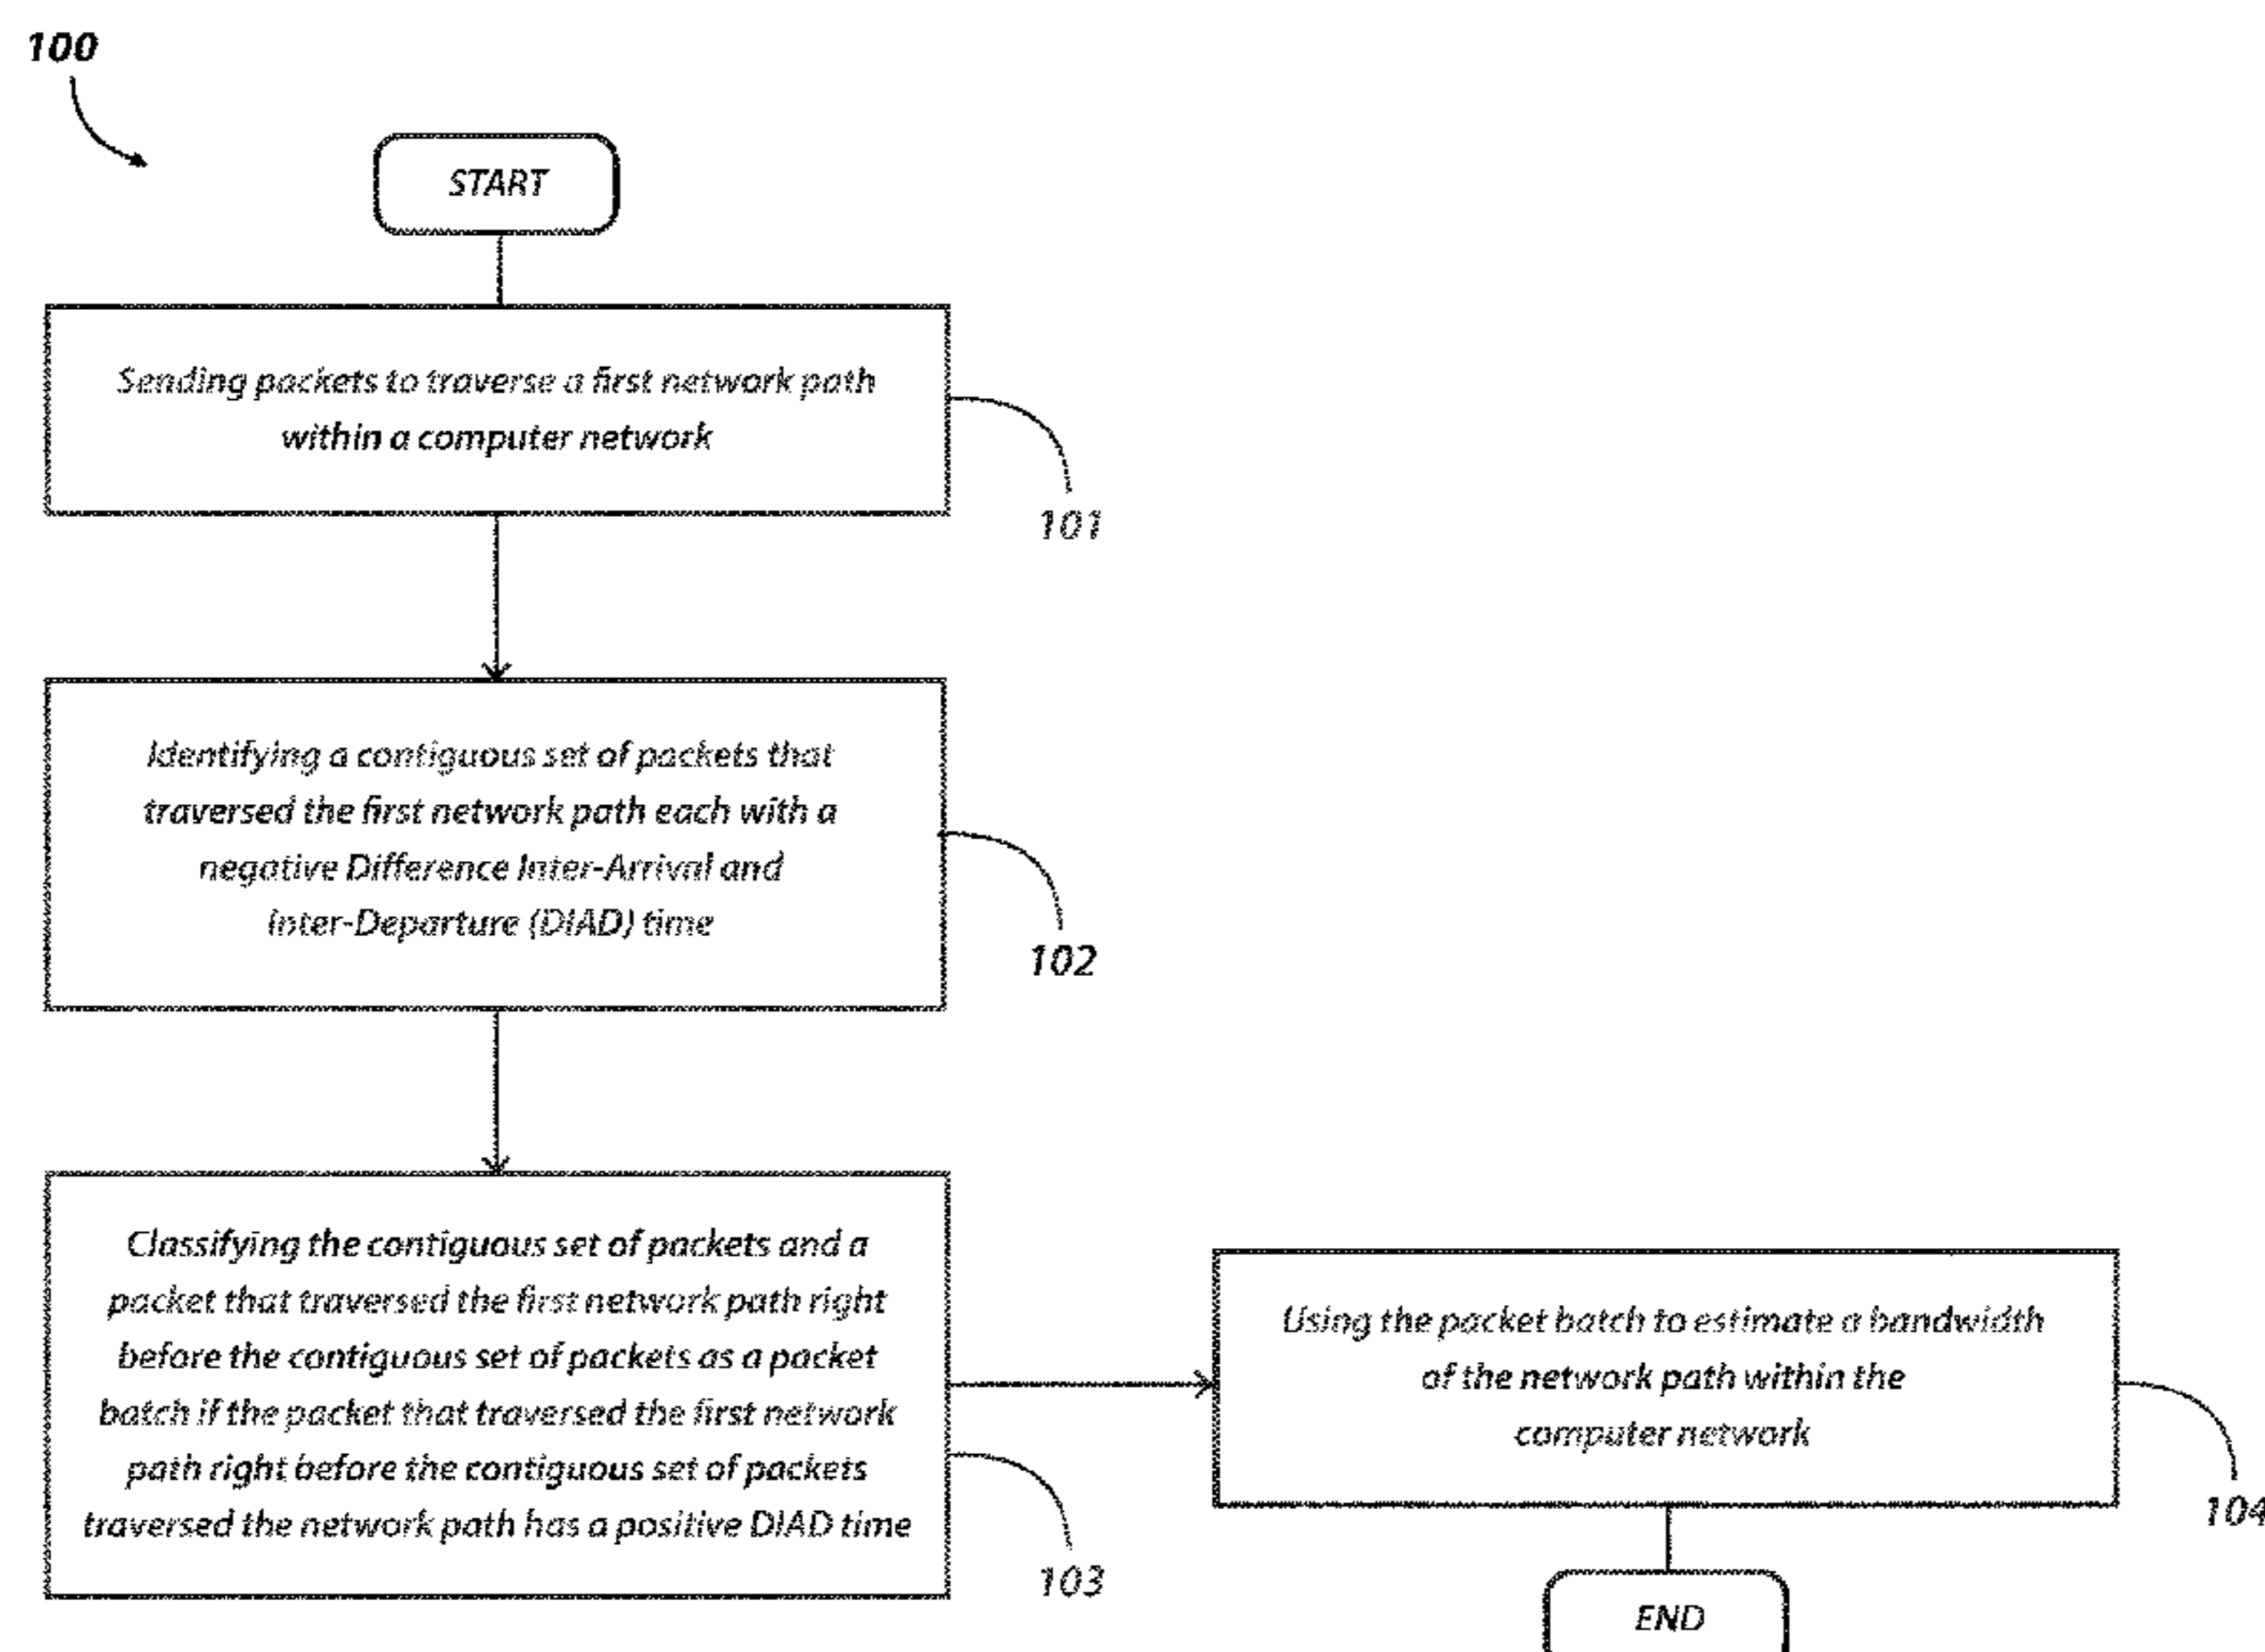 100
START
Sending packets to traverse a first network path
within a computer network
101
Identifying a contiguous set of packets that
traversed the first network path each with a
negative Difference Inter-Arrival and
Inter-Departure (DIAD) time
102
Classifying the contiguous set of packets and a
packet that traversed the first network path right
before the contiguous set of packets as a packet
batch if the packet that traversed the first network
path right before the contiguous set of packets
traversed the network path has a positive DIAD time
103
Using the packet batch to estimate a bandwidth
of the network path within the
computer network
104
END